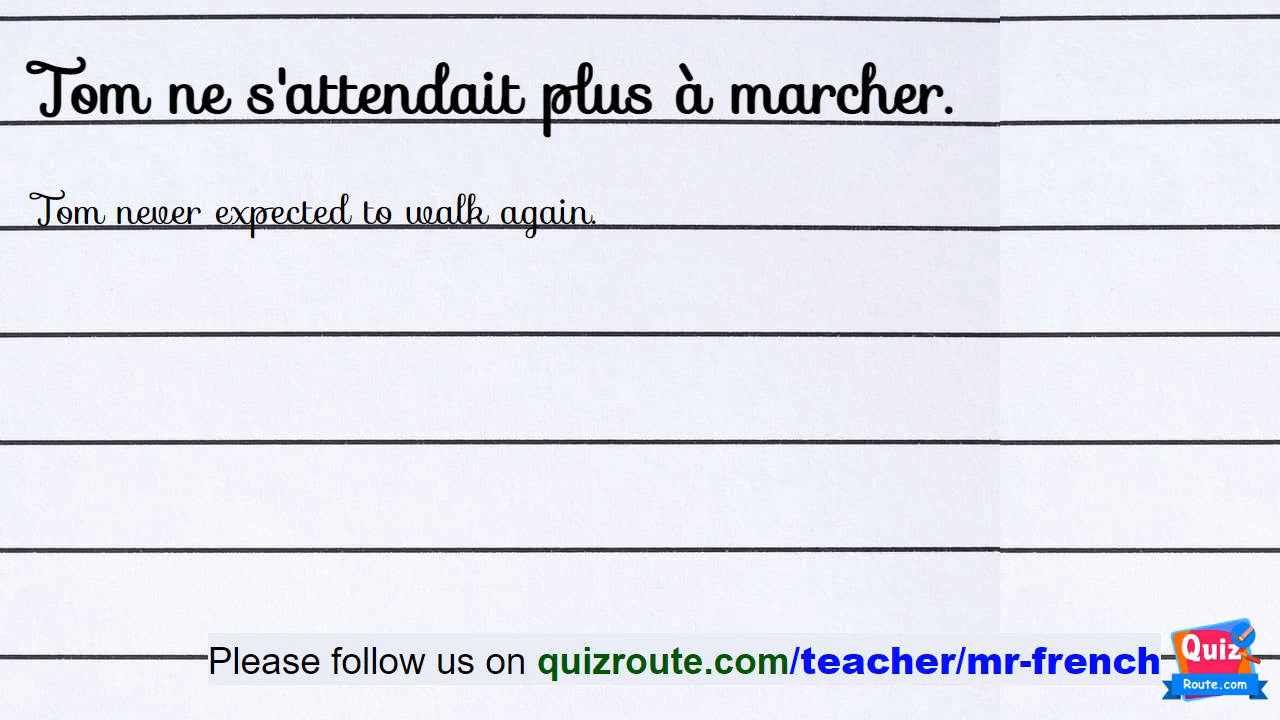 Tom ne s'attendait plus à marcher.
Tom never expected to walk again.
Please follow us on quizroute.com/teacher/mr-french
Quiz
Route.com